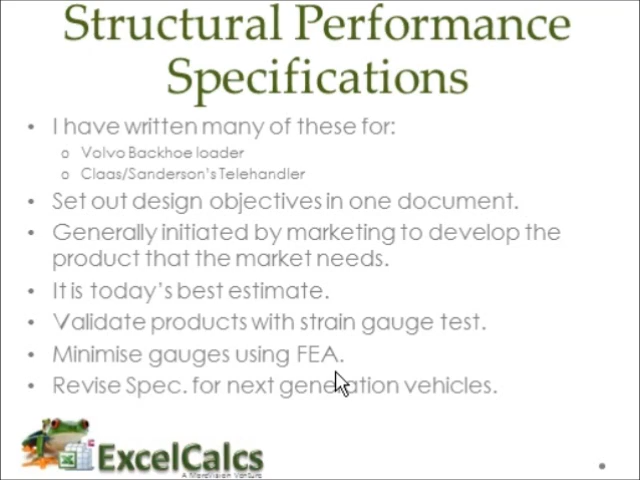 Structural Performance
Specifications
• I have written many of these for:
o Volvo Backhoe loader
o Claas/Sanderson's Telehandler
• Set out design objectives in one document.
• Generally initiated by marketing to develop the
product that the market needs.
• It is today's best estimate.
• Validate products with strain gauge test.
• Minimise gauges using FEA.
• Revise Spec. for next generation vehicles.
ExcelCalcs
A MoreVision Venture